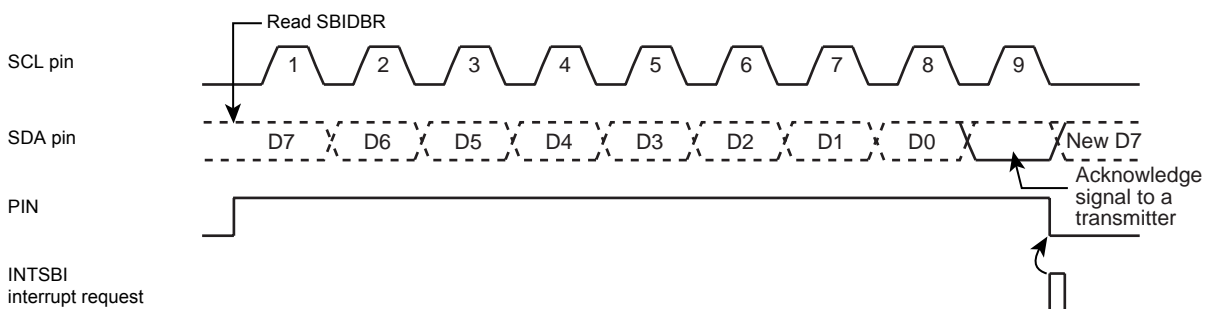 Read SBIDBR
SCL pin
1 2 3 4 5 6 7 8 9
SDA pin
D7 D6 D5 D4 D3 D2 D1 D0 New D7
Acknowledge
signal to a
transmitter
PIN
INTSBI
interrupt request